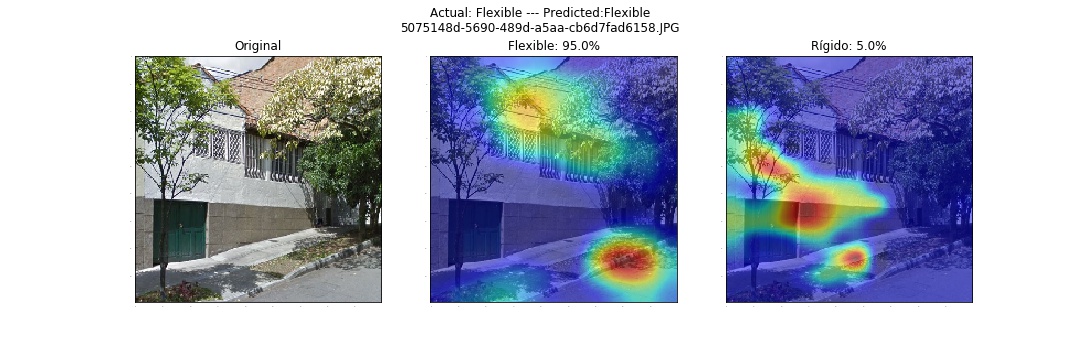 Actual: Flexible --- Predicted:Flexible
5075148d-5690-489d-a5aa-cb6d7fad6158.JPG
Original
Flexible: 95.0%
Rígido: 5.0%